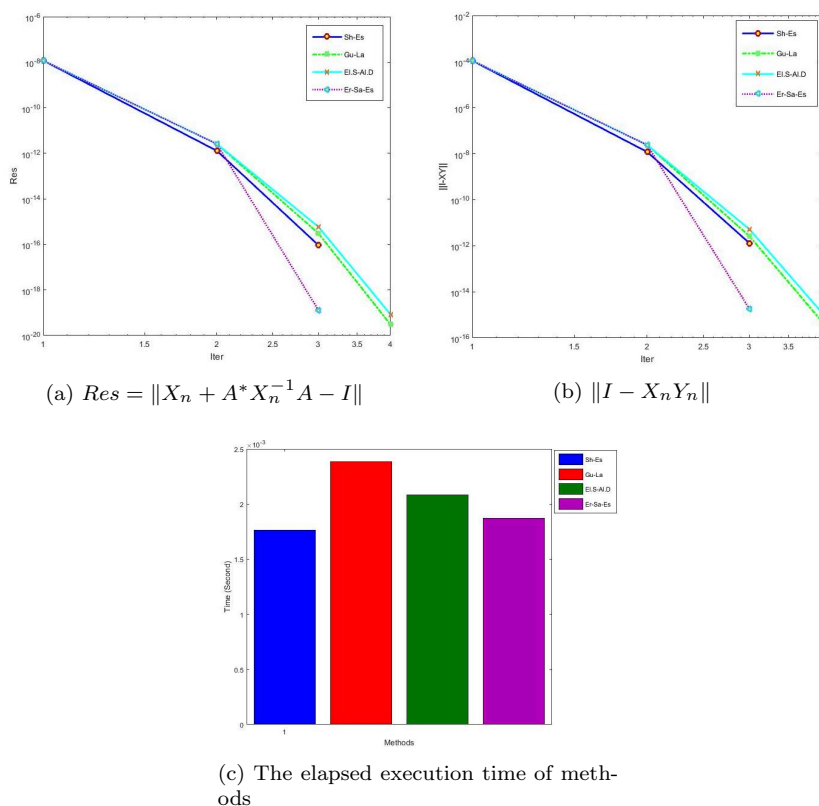 10^-6
10^-8
10^-10
10^-12
10^-14
10^-16
10^-18
10^-20
Res
1
1.5
2
2.5
3
3.5
4
Iter
Sh-Es
Gu-La
El.S-Al.D
Er-Sa-Es
(a) Res = ‖X_n + A^*X_n^{-1}A − I‖
10^-2
10^-4
10^-6
10^-8
10^-10
10^-12
10^-14
10^-16
||I-XY||
1
1.5
2
2.5
3
3.5
Iter
Sh-Es
Gu-La
El.S-Al.D
Er-Sa-Es
(b) ‖I − X_nY_n‖
×10^-3
2.5
2
1.5
1
0.5
0
Time (Second)
1
Methods
Sh-Es
Gu-La
El.S-Al.D
Er-Sa-Es
(c) The elapsed execution time of meth-
ods